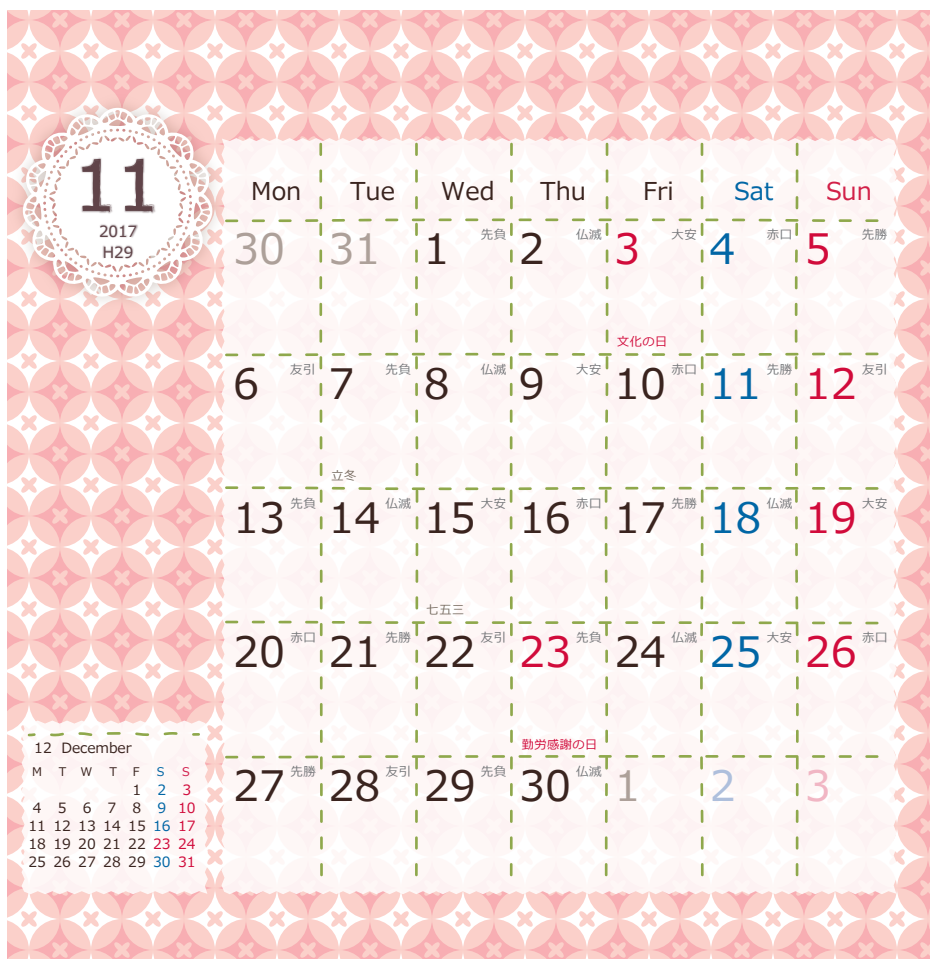 11
2017
H29
Mon Tue Wed Thu Fri Sat Sun
30 31 1 先負 2 仏滅 3 大安 4 赤口 5 先勝
文化の日
6 友引 7 先負 8 仏滅 9 大安 10 赤口 11 先勝 12 友引
立冬
13 先負 14 仏滅 15 大安 16 赤口 17 先勝 18 仏滅 19 大安
七五三
20 赤口 21 先勝 22 友引 23 先負 24 仏滅 25 大安 26 赤口
勤労感謝の日
27 先勝 28 友引 29 先負 30 仏滅 1 2 3
12 December
M T W T F S S
1 2 3
4 5 6 7 8 9 10
11 12 13 14 15 16 17
18 19 20 21 22 23 24
25 26 27 28 29 30 31